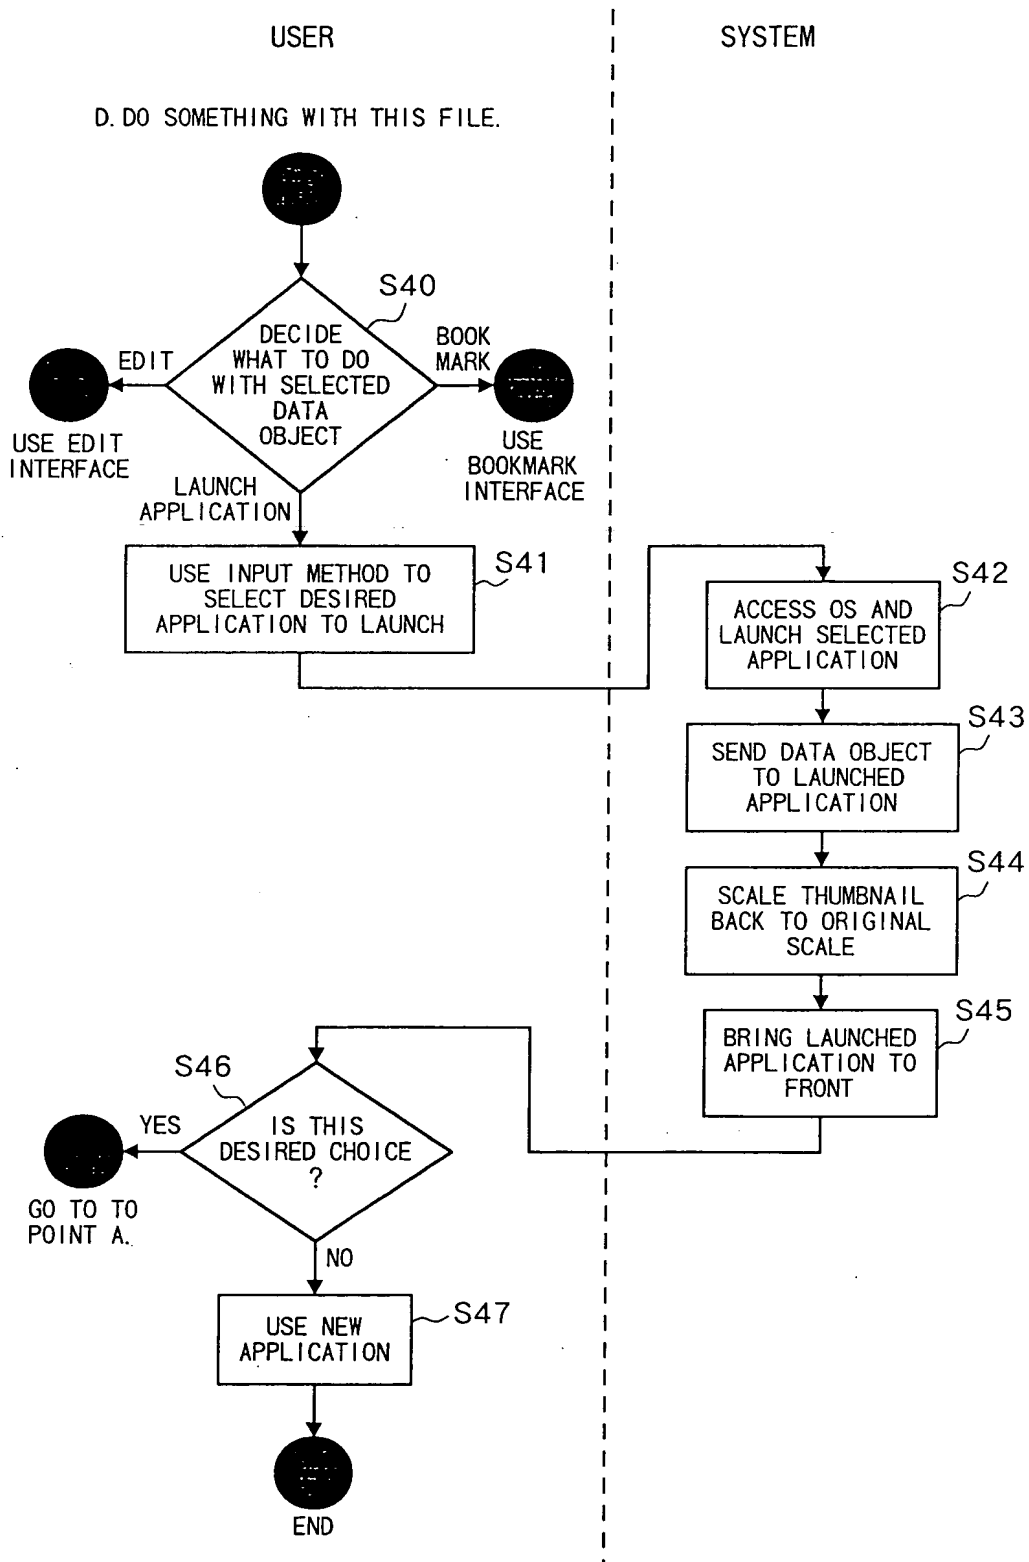 USER
SYSTEM
D. DO SOMETHING WITH THIS FILE.
S40
DECIDE
WHAT TO DO
WITH SELECTED
DATA
OBJECT
EDIT
BOOK
MARK
USE EDIT
INTERFACE
USE
BOOKMARK
INTERFACE
LAUNCH
APPLICATION
S41
USE INPUT METHOD TO
SELECT DESIRED
APPLICATION TO LAUNCH
S42
ACCESS OS AND
LAUNCH SELECTED
APPLICATION
S43
SEND DATA OBJECT
TO LAUNCHED
APPLICATION
S44
SCALE THUMBNAIL
BACK TO ORIGINAL
SCALE
S45
BRING LAUNCHED
APPLICATION TO
FRONT
S46
IS THIS
DESIRED CHOICE
?
YES
GO TO TO
POINT A.
NO
S47
USE NEW
APPLICATION
END